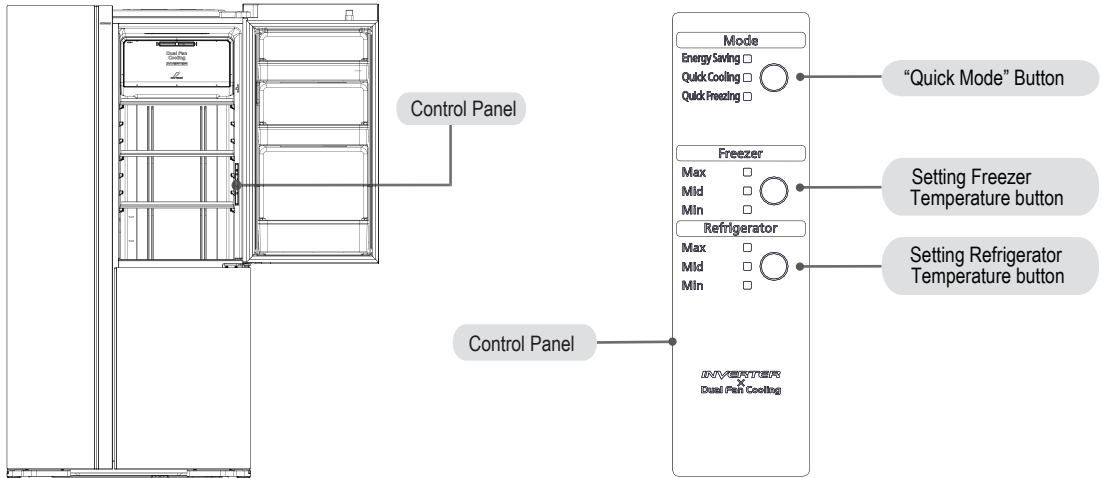 Dual Fan
Cooling
INVERTER
Control Panel
Mode
Energy Saving
Quick Cooling
Quick Freezing
“Quick Mode” Button
Freezer
Max
Mid
Min
Setting Freezer
Temperature button
Refrigerator
Max
Mid
Min
Setting Refrigerator
Temperature button
Control Panel
INVERTER
X
Dual Fan Cooling